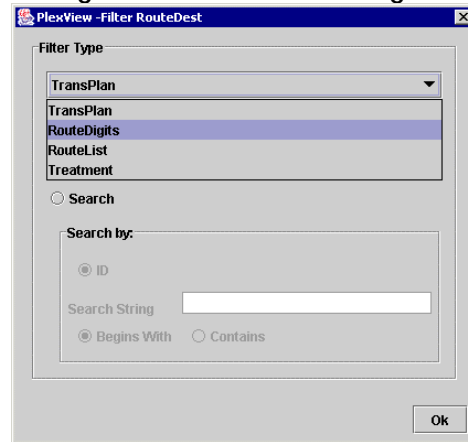 PlexView -Filter RouteDest
Filter Type
TransPlan
TransPlan
RouteDigits
RouteList
Treatment
Search
Search by:
ID
Search String
Begins With Contains
Ok